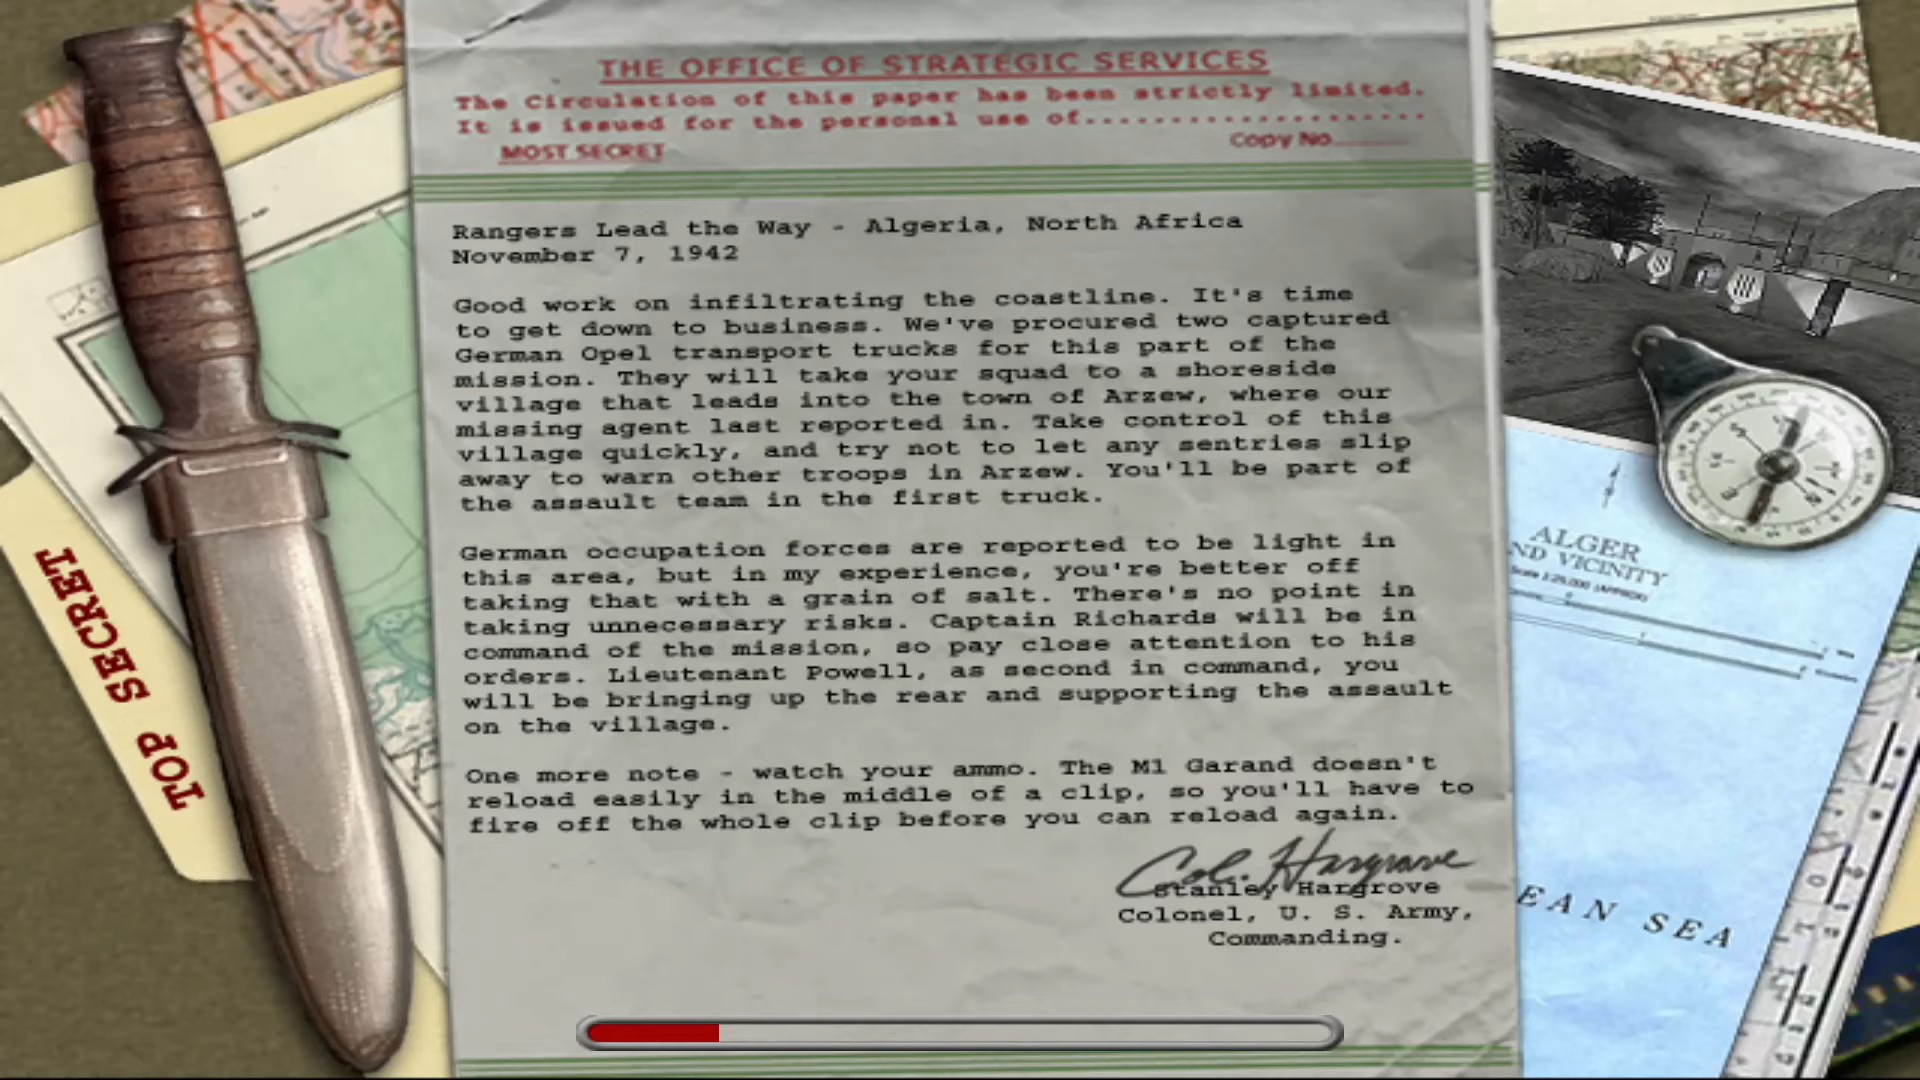 THE OFFICE OF STRATEGIC SERVICES
The Circulation of this paper has been strictly limited.
It is issued for the personal use of.....................
MOST SECRET
Copy No.
Rangers Lead the Way - Algeria, North Africa
November 7, 1942
Good work on infiltrating the coastline. It's time
to get down to business. We've procured two captured
German Opel transport trucks for this part of the
mission. They will take your squad to a shoreside
village that leads into the town of Arzew, where our
missing agent last reported in. Take control of this
village quickly, and try not to let any sentries slip
away to warn other troops in Arzew. You'll be part of
the assault team in the first truck.
German occupation forces are reported to be light in
this area, but in my experience, you're better off
taking that with a grain of salt. There's no point in
taking unnecessary risks. Captain Richards will be in
command of the mission, so pay close attention to his
orders. Lieutenant Powell, as second in command, you
will be bringing up the rear and supporting the assault
on the village.
One more note - watch your ammo. The M1 Garand doesn't
reload easily in the middle of a clip, so you'll have to
fire off the whole clip before you can reload again.
Col. Hargrove
Stanley Hargrove
Colonel, U. S. Army,
Commanding.
TOP SECRET
ALGER
ND VICINITY
EAN SEA